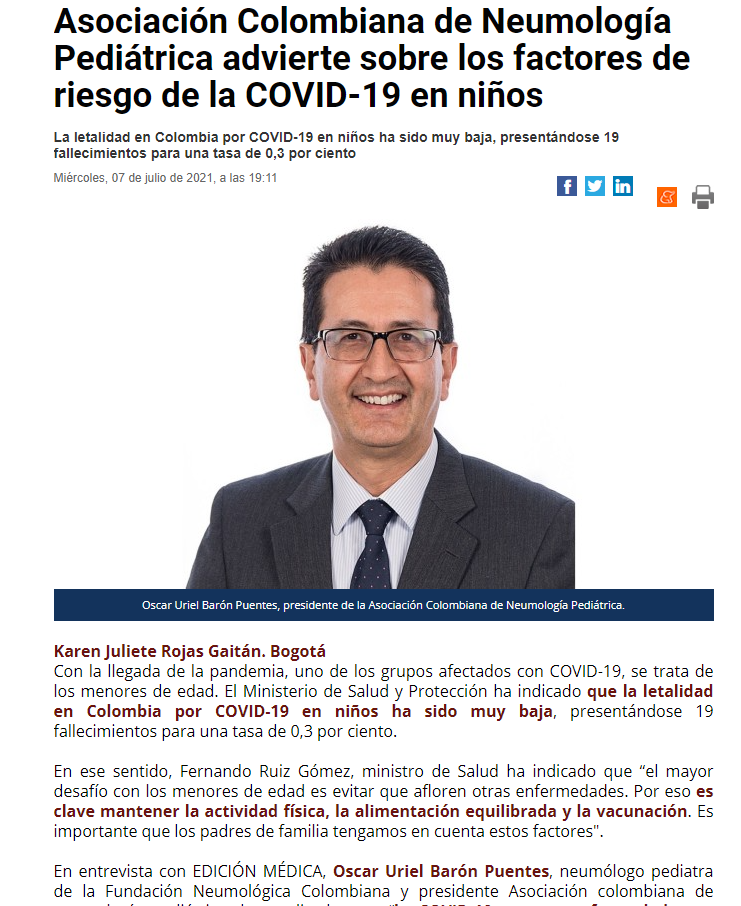 Asociación Colombiana de Neumología
Pediátrica advierte sobre los factores de
riesgo de la COVID-19 en niños
La letalidad en Colombia por COVID-19 en niños ha sido muy baja, presentándose 19
fallecimientos para una tasa de 0,3 por ciento
Miércoles, 07 de julio de 2021, a las 19:11
Oscar Uriel Barón Puentes, presidente de la Asociación Colombiana de Neumología Pediátrica.
Karen Juliete Rojas Gaitán. Bogotá
Con la llegada de la pandemia, uno de los grupos afectados con COVID-19, se trata de
los menores de edad. El Ministerio de Salud y Protección ha indicado que la letalidad
en Colombia por COVID-19 en niños ha sido muy baja, presentándose 19
fallecimientos para una tasa de 0,3 por ciento.
En ese sentido, Fernando Ruiz Gómez, ministro de Salud ha indicado que “el mayor
desafío con los menores de edad es evitar que afloren otras enfermedades. Por eso es
clave mantener la actividad física, la alimentación equilibrada y la vacunación. Es
importante que los padres de familia tengamos en cuenta estos factores".
En entrevista con EDICIÓN MÉDICA, Oscar Uriel Barón Puentes, neumólogo pediatra
de la Fundación Neumológica Colombiana y presidente Asociación colombiana de